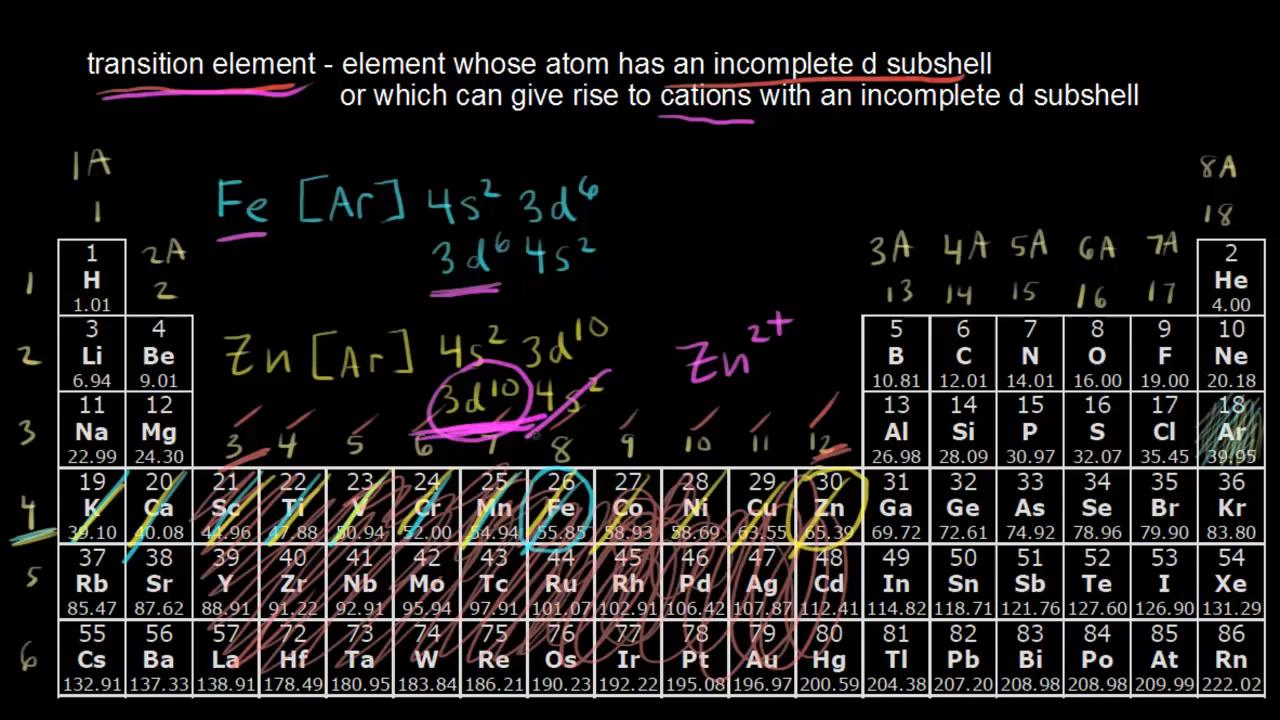 transition element - element whose atom has an incomplete d subshell
or which can give rise to cations with an incomplete d subshell
1A 8A
1 Fe [Ar] 4s² 3d⁶ 18
2A 3d⁶ 4s² 3A 4A 5A 6A 7A
2 13 14 15 16 17
1 1 2
H He
1.01 4.00
Zn [Ar] 4s² 3d¹⁰ Zn²⁺
3d¹⁰ 4s²
2 3 4 5 6 7 8 9 10
Li Be B C N O F Ne
6.94 9.01 10.81 12.01 14.01 16.00 19.00 20.18
3 11 12 13 14 15 16 17 18
Na Mg Al Si P S Cl Ar
22.99 24.30 26.98 28.09 30.97 32.07 35.45 39.95
3 4 5 6 7 8 9 10 11 12
4 19 20 21 22 23 24 25 26 27 28 29 30 31 32 33 34 35 36
K Ca Sc Ti V Cr Mn Fe Co Ni Cu Zn Ga Ge As Se Br Kr
39.10 40.08 44.96 47.88 50.94 52.00 54.94 55.85 58.93 58.69 63.55 65.39 69.72 72.61 74.92 78.96 79.90 83.80
5 37 38 39 40 41 42 43 44 45 46 47 48 49 50 51 52 53 54
Rb Sr Y Zr Nb Mo Tc Ru Rh Pd Ag Cd In Sn Sb Te I Xe
85.47 87.62 88.91 91.22 92.91 95.94 97.91 101.07 102.91 106.42 107.87 112.41 114.82 118.71 121.76 127.60 126.90 131.29
6 55 56 57 72 73 74 75 76 77 78 79 80 81 82 83 84 85 86
Cs Ba La Hf Ta W Re Os Ir Pt Au Hg Tl Pb Bi Po At Rn
132.91 137.33 138.91 178.49 180.95 183.84 186.21 190.23 192.22 195.08 196.97 200.59 204.38 207.20 208.98 208.98 209.99 222.02